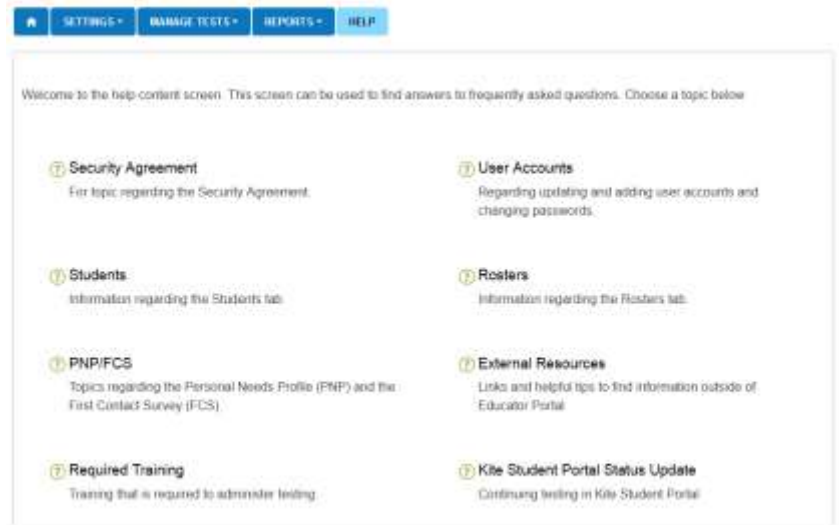 SETTINGS MANAGE TESTS REPORTS HELP
Welcome to the help content screen. This screen can be used to find answers to frequently asked questions. Choose a topic below
Security Agreement
For topic regarding the Security Agreement.
User Accounts
Regarding updating and adding user accounts and
changing passwords.
Students
Information regarding the Students tab.
Rosters
Information regarding the Rosters tab.
PNP/FCS
Topics regarding the Personal Needs Profile (PNP) and the
First Contact Survey (FCS)
External Resources
Links and helpful tips to find information outside of
Educator Portal
Required Training
Training that is required to administer testing
Kite Student Portal Status Update
Continuing testing in Kite Student Portal